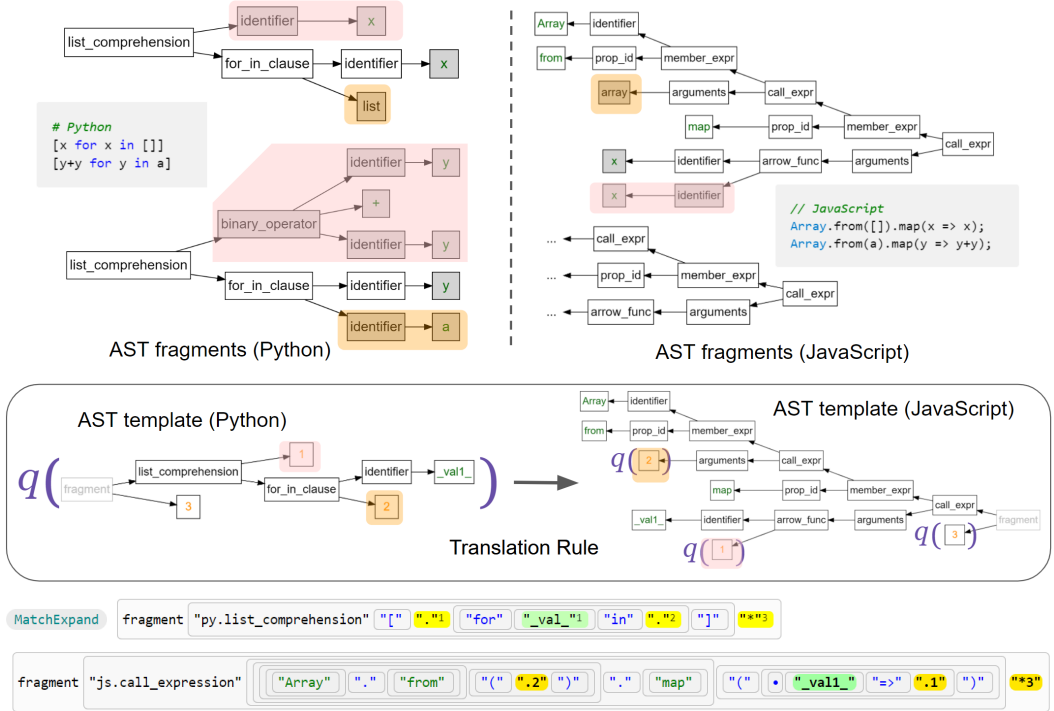 identifier x
list_comprehension
for_in_clause identifier x
list
# Python
[x for x in []]
[y+y for y in a]
identifier y
+
binary_operator
identifier y
list_comprehension
for_in_clause identifier y
identifier a
AST fragments (Python)
Array identifier
from prop_id member_expr
array arguments call_expr
map prop_id member_expr
call_expr
x identifier arrow_func arguments
x identifier
// JavaScript
Array.from([]).map(x => x);
Array.from(a).map(y => y+y);
... call_expr
... prop_id member_expr
call_expr
... arrow_func arguments
AST fragments (JavaScript)
AST template (Python)
q( fragment list_comprehension 1
for_in_clause identifier _val1_ )
3 2
Translation Rule
AST template (JavaScript)
Array identifier
from prop_id member_expr
q( 2 ) arguments call_expr
map prop_id member_expr
call_expr
_val1_ identifier arrow_func arguments
fragment
q( 3 )
q( 1 )
MatchExpand fragment "py.list_comprehension" "[" "."1 "for" "_val_"1 "in" "."2 "]" "*"3
fragment "js.call_expression" "Array" "." "from" "(" ".2" ")" "." "map" "(" • "_val1_" "=>" ".1" ")" "*3"